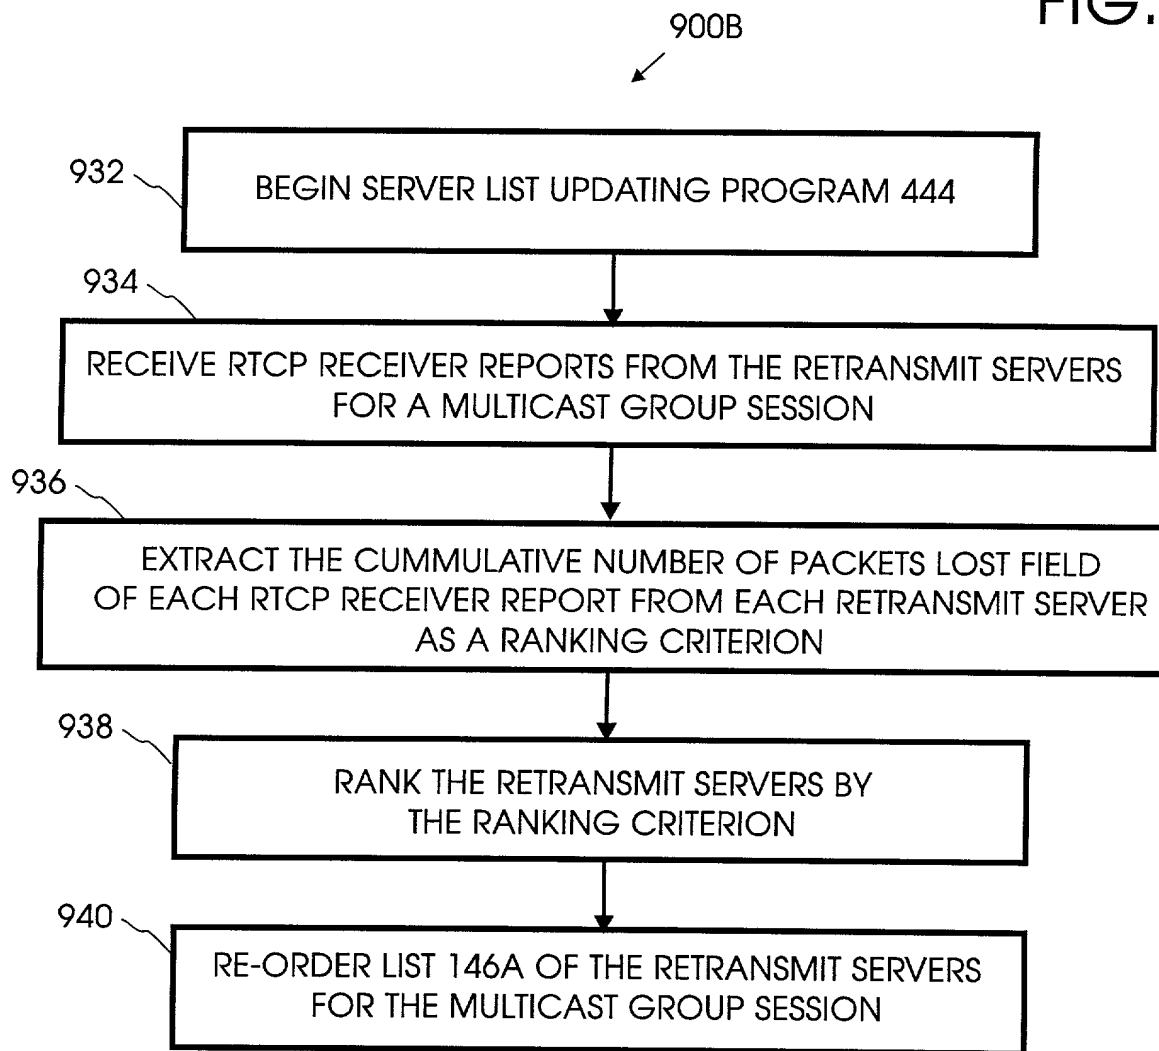 FIG.
900B
932
BEGIN SERVER LIST UPDATING PROGRAM 444
934
RECEIVE RTCP RECEIVER REPORTS FROM THE RETRANSMIT SERVERS
FOR A MULTICAST GROUP SESSION
936
EXTRACT THE CUMMULATIVE NUMBER OF PACKETS LOST FIELD
OF EACH RTCP RECEIVER REPORT FROM EACH RETRANSMIT SERVER
AS A RANKING CRITERION
938
RANK THE RETRANSMIT SERVERS BY
THE RANKING CRITERION
940
RE-ORDER LIST 146A OF THE RETRANSMIT SERVERS
FOR THE MULTICAST GROUP SESSION